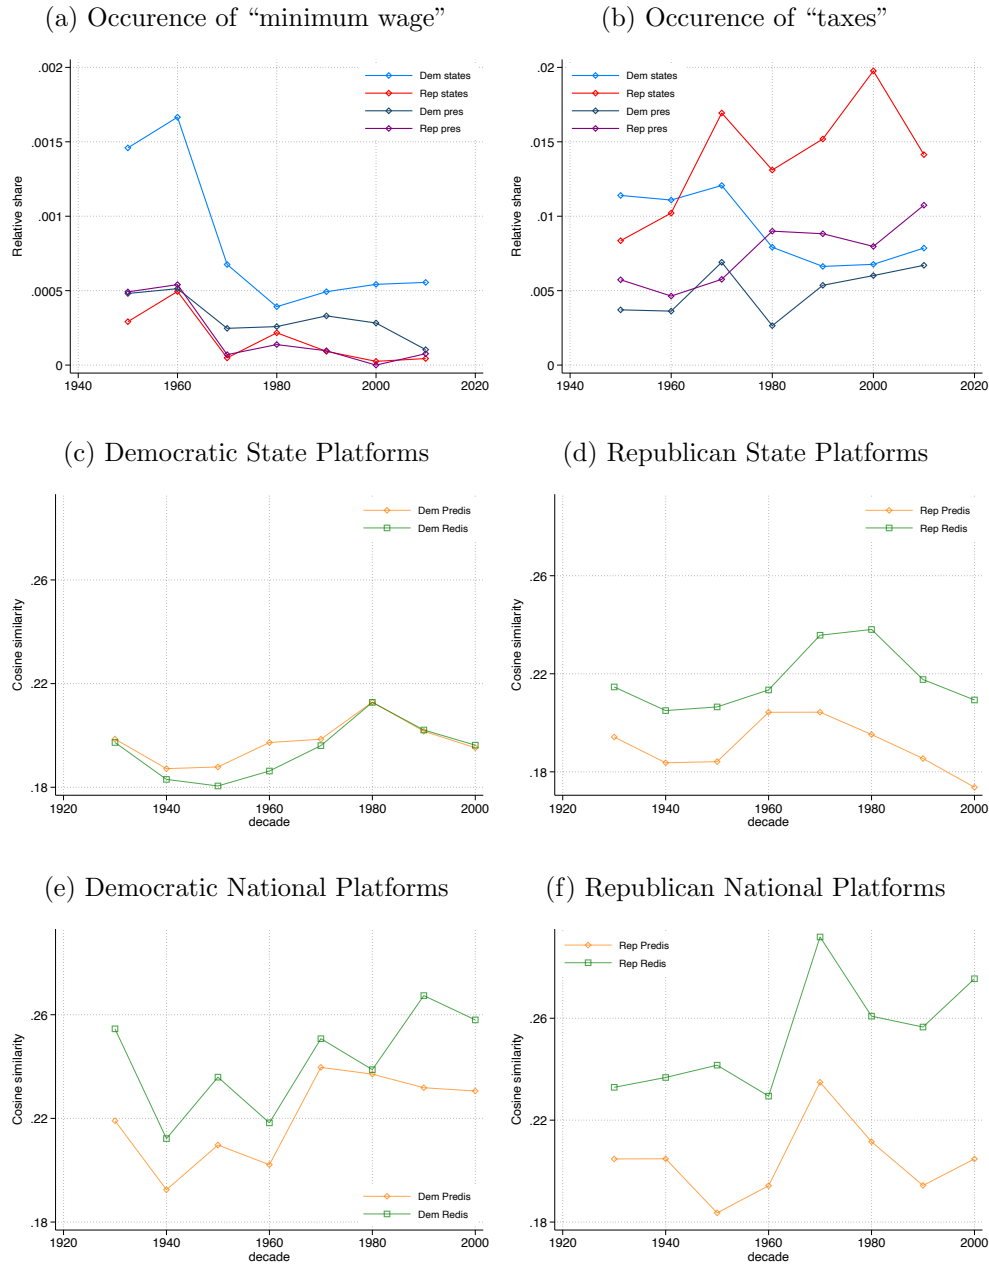 (a) Occurence of “minimum wage”
.002
.0015
.001
.0005
0
Relative share
Dem states
Rep states
Dem pres
Rep pres
1940 1960 1980 2000 2020
(b) Occurence of “taxes”
.02
.015
.01
.005
0
Relative share
Dem states
Rep states
Dem pres
Rep pres
1940 1960 1980 2000 2020
(c) Democratic State Platforms
Dem Predis
Dem Redis
.26
.22
.18
Cosine similarity
1920 1940 1960 1980 2000
decade
(d) Republican State Platforms
Rep Predis
Rep Redis
.26
.22
.18
Cosine similarity
1920 1940 1960 1980 2000
decade
(e) Democratic National Platforms
.26
.22
.18
Cosine similarity
Dem Predis
Dem Redis
1920 1940 1960 1980 2000
decade
(f) Republican National Platforms
Rep Predis
Rep Redis
.26
.22
.18
Cosine similarity
1920 1940 1960 1980 2000
decade